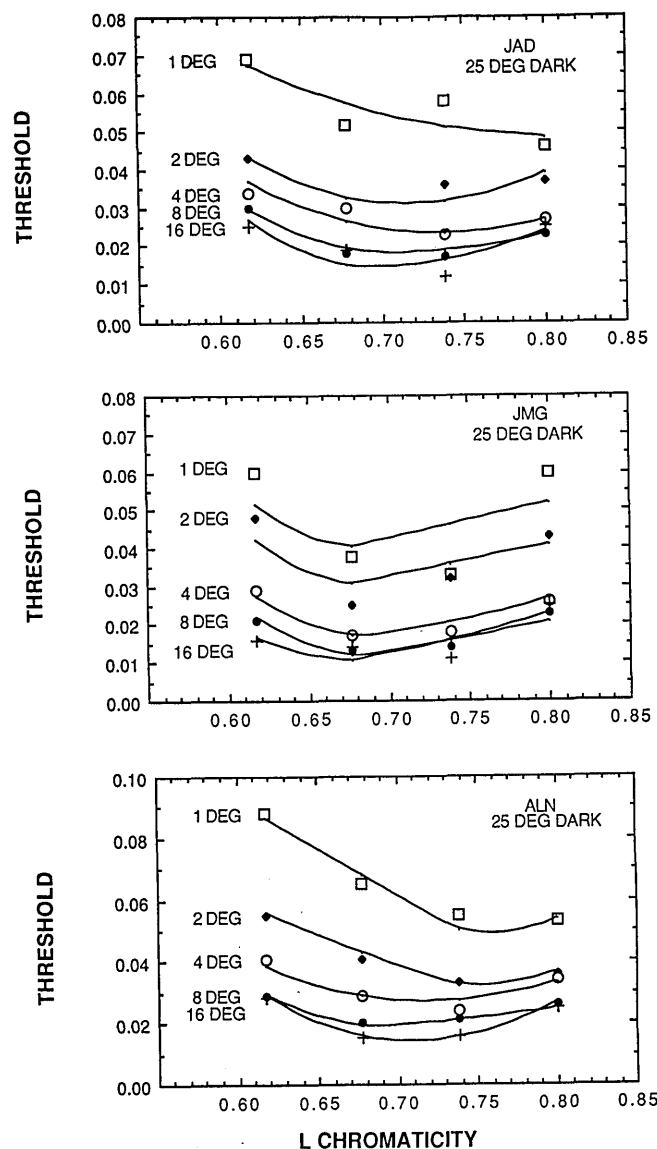 THRESHOLD
0.08
0.07
0.06
0.05
0.04
0.03
0.02
0.01
0.00
1 DEG
2 DEG
4 DEG
8 DEG
16 DEG
JAD
25 DEG DARK
0.60 0.65 0.70 0.75 0.80 0.85
THRESHOLD
0.08
0.07
0.06
0.05
0.04
0.03
0.02
0.01
0.00
1 DEG
2 DEG
4 DEG
8 DEG
16 DEG
JMG
25 DEG DARK
0.60 0.65 0.70 0.75 0.80 0.85
THRESHOLD
0.10
0.08
0.06
0.04
0.02
0.00
1 DEG
2 DEG
4 DEG
8 DEG
16 DEG
ALN
25 DEG DARK
0.60 0.65 0.70 0.75 0.80 0.85
L CHROMATICITY